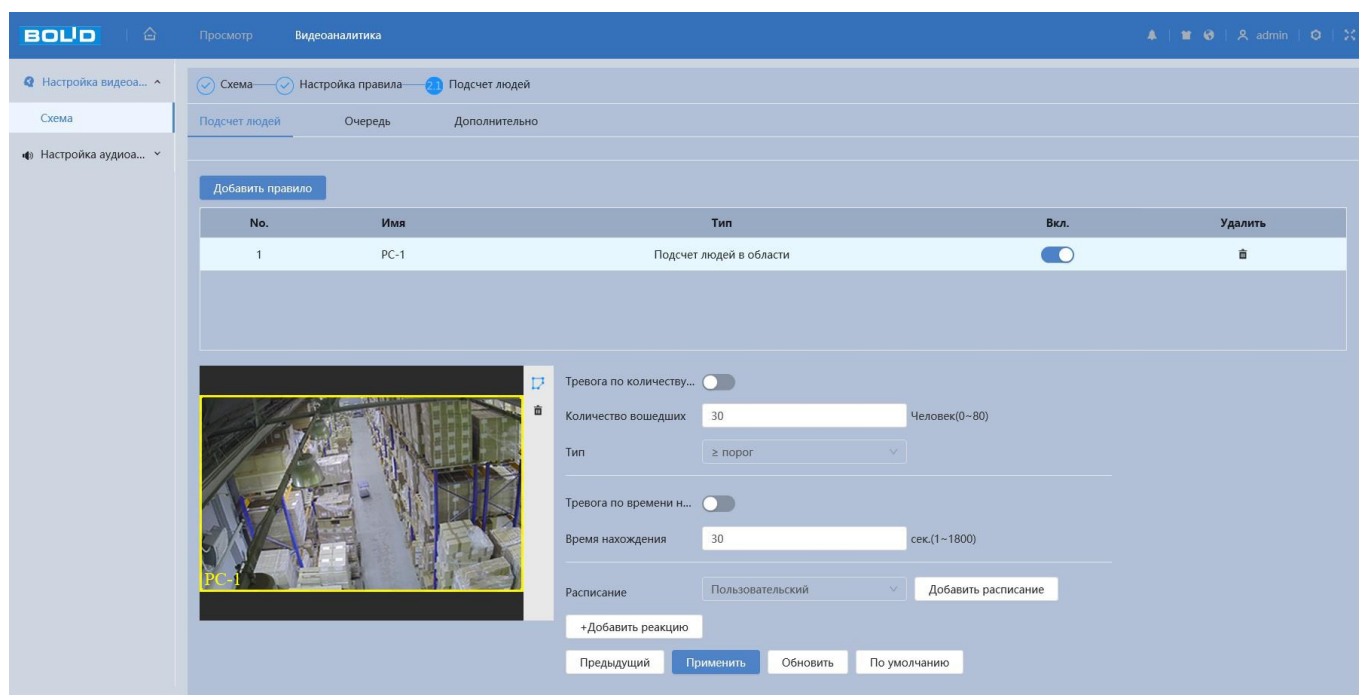 BOLID Просмотр Видеоаналитика admin
Настройка видеоа...
Схема
Настройка аудиоа...
Схема Настройка правила 2.1 Подсчет людей
Подсчет людей Очередь Дополнительно
Добавить правило
No. Имя Тип Вкл. Удалить
1 PC-1 Подсчет людей в области
PC-1
Тревога по количеству...
Количество вошедших 30 Человек(0~80)
Тип ≥ порог
Тревога по времени н...
Время нахождения 30 сек.(1~1800)
Расписание Пользовательский Добавить расписание
+Добавить реакцию
Предыдущий Применить Обновить По умолчанию